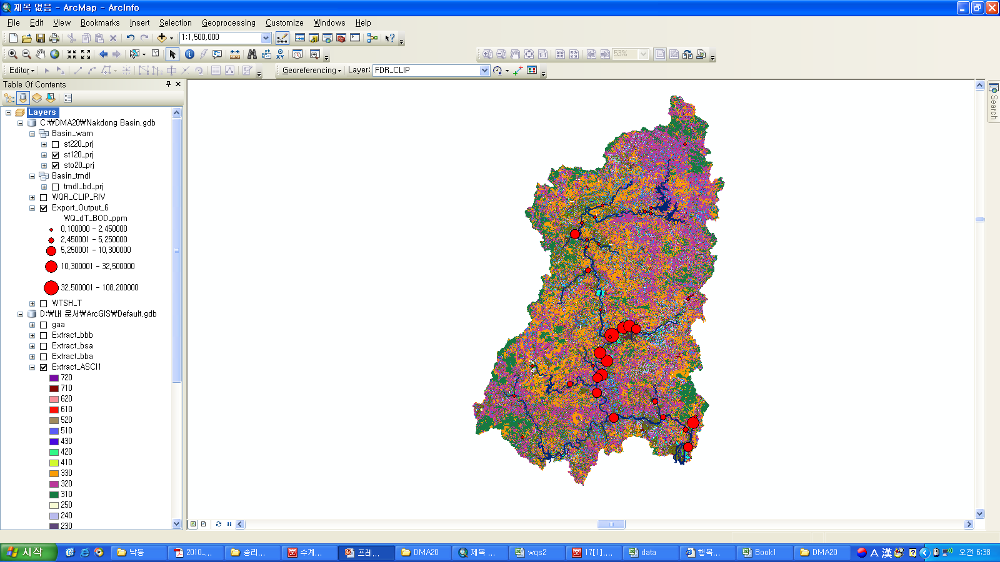 제목 없음 - ArcMap - ArcInfo
File Edit View Bookmarks Insert Selection Geoprocessing Customize Windows Help
1:1,500,000
53%
Editor Georeferencing Layer: FDR_CLIP
Table Of Contents
Search
Layers
C:₩DMA20₩Nakdong Basin.gdb
Basin_wam
st220_prj
st120_prj
sto20_prj
Basin_tmdl
tmdl_bd_prj
WQR_CLIP_RIV
Export_Output_6
WQ_dT_BOD_ppm
0,100000 - 2,450000
2,450001 - 5,250000
5,250001 - 10,300000
10,300001 - 32,500000
32,500001 - 108,200000
WTSH_T
D:₩내 문서₩ArcGIS₩Default.gdb
gaa
Extract_bbb
Extract_bsa
Extract_bba
Extract_ASCI1
720
710
620
610
520
510
430
420
410
330
320
310
250
240
230
시작 낙동 2010_... 송리... 수계... 프레... DMA20 제목 ... wqs2 17[1]... data 행복... Book1 DMA20 A 漢 오전 6:38